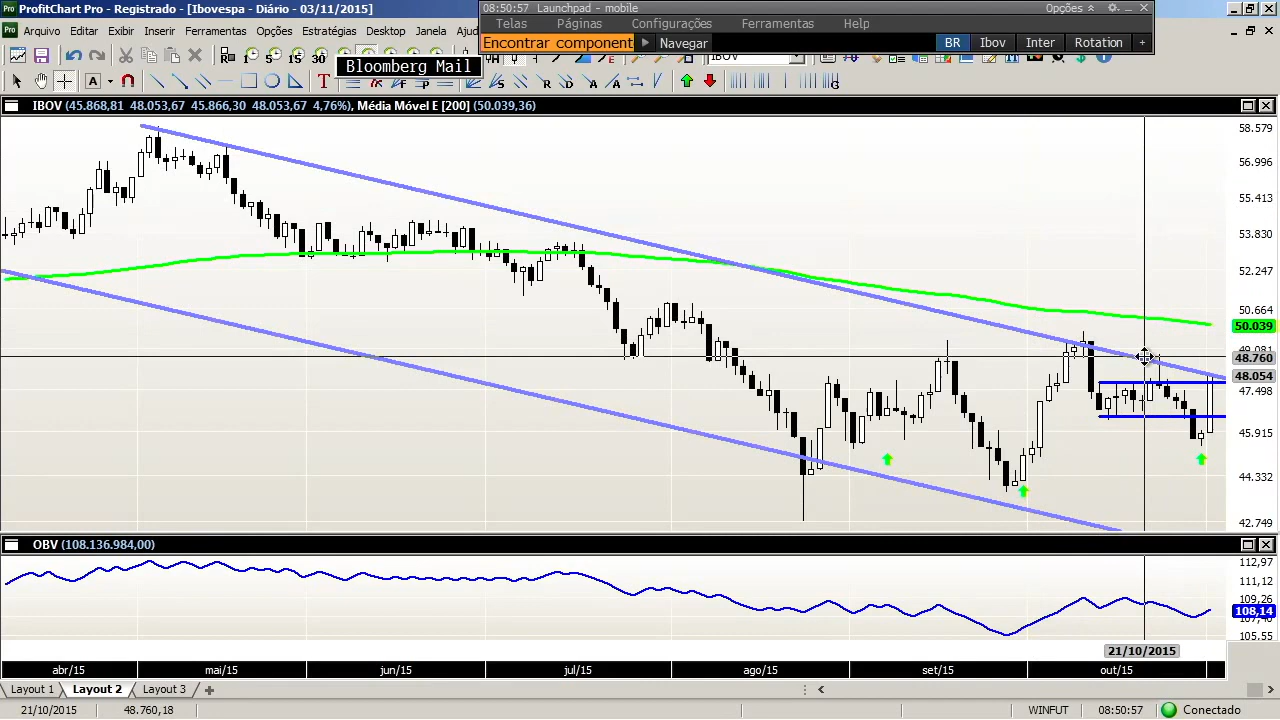 ProfitChart Pro - Registrado - [Ibovespa - Diário - 03/11/2015]
08:50:57 Launchpad - mobile Opções
Telas Páginas Configurações Ferramentas Help
Arquivo Editar Exibir Inserir Ferramentas Opções Estratégias Desktop Janela
Encontrar component Navegar BR Ibov Inter Rotation +
Bloomberg Mail
IBOV (45.868,81 48.053,67 45.866,30 48.053,67 4,76%), Média Móvel E [200] (50.039,36)
58.579
56.996
55.413
53.830
52.247
50.664
50.039
49.081
48.760
48.054
47.498
45.915
44.332
42.749
OBV (108.136.984,00)
112,97
111,12
109,26
108,14
107,40
105,55
21/10/2015
abr/15 mai/15 jun/15 jul/15 ago/15 set/15 out/15
Layout 1 Layout 2 Layout 3
21/10/2015 48.760,18 WINFUT 08:50:57 Conectado